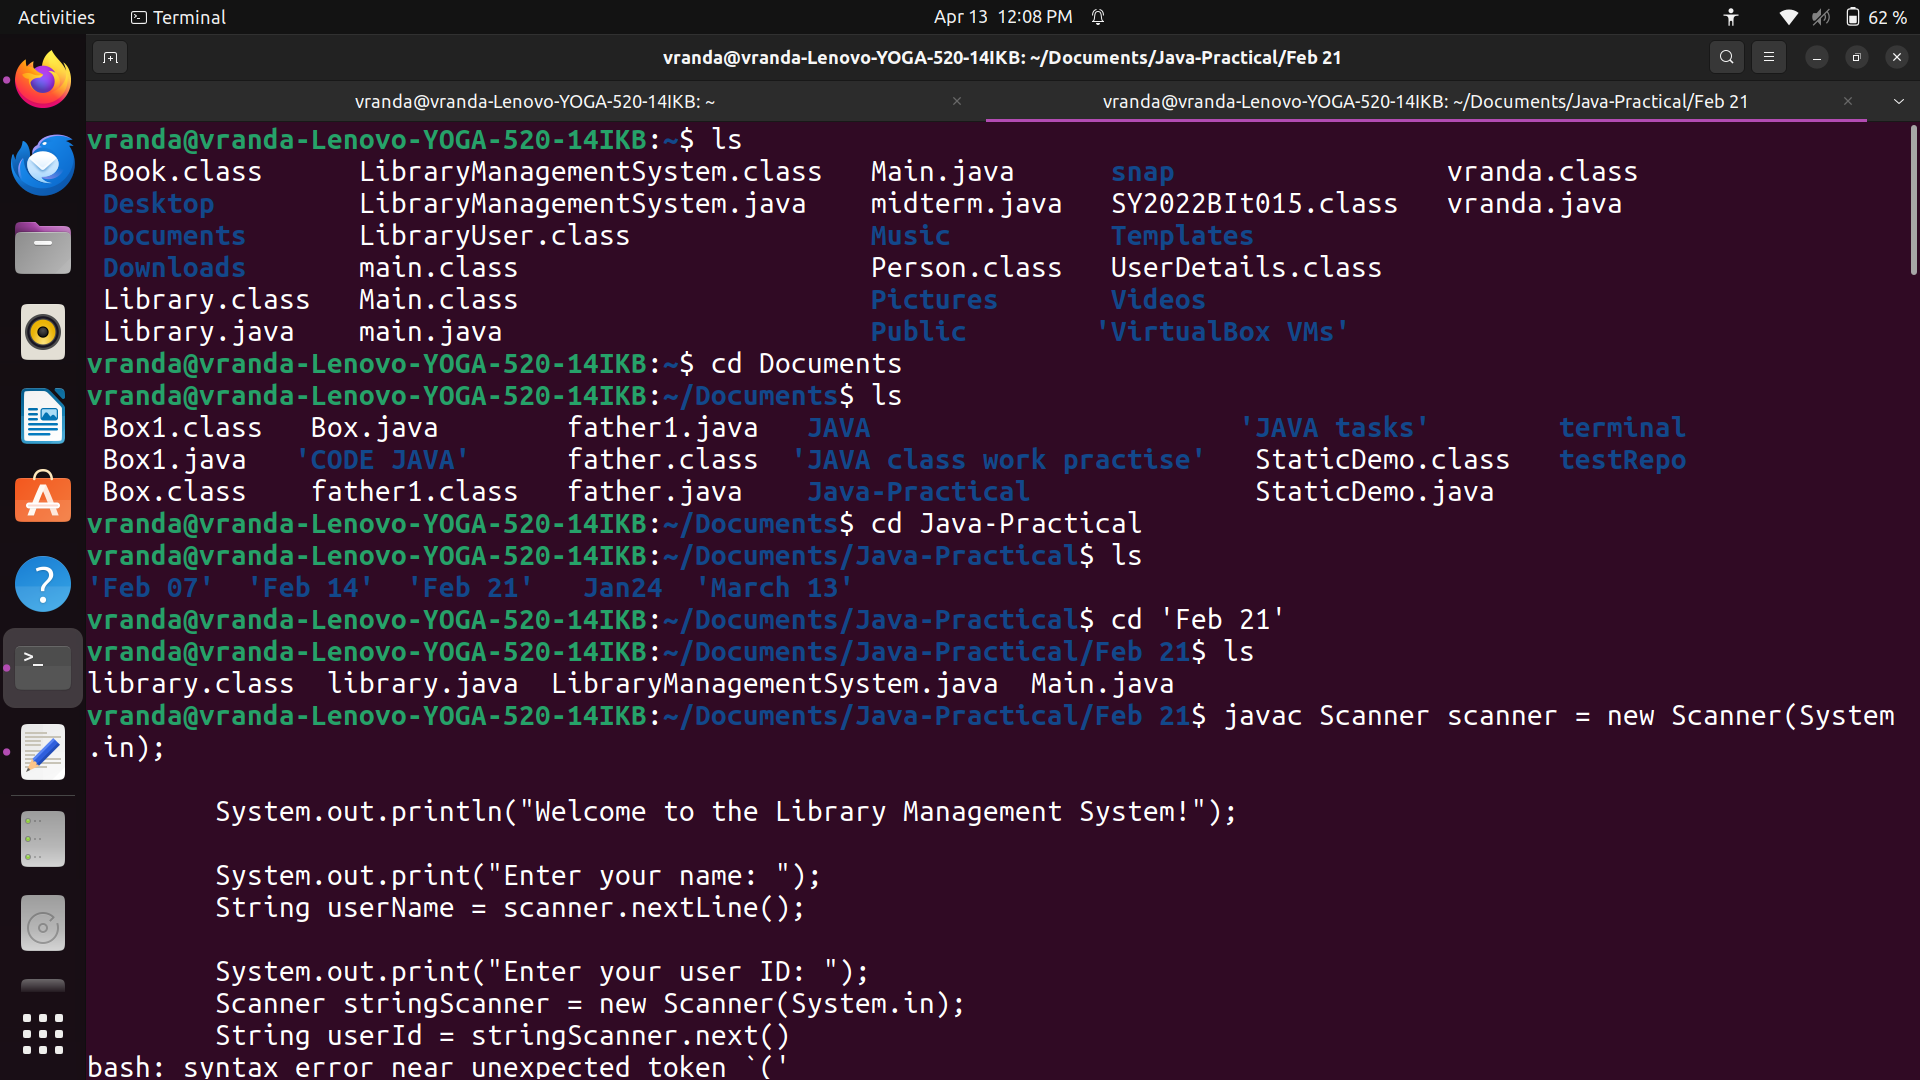 Activities Terminal Apr 13 12:08 PM 62 %
vranda@vranda-Lenovo-YOGA-520-14IKB: ~/Documents/Java-Practical/Feb 21
vranda@vranda-Lenovo-YOGA-520-14IKB: ~ vranda@vranda-Lenovo-YOGA-520-14IKB: ~/Documents/Java-Practical/Feb 21
vranda@vranda-Lenovo-YOGA-520-14IKB:~$ ls
Book.class LibraryManagementSystem.class Main.java snap vranda.class
Desktop LibraryManagementSystem.java midterm.java SY2022BIt015.class vranda.java
Documents LibraryUser.class Music Templates
Downloads main.class Person.class UserDetails.class
Library.class Main.class Pictures Videos
Library.java main.java Public 'VirtualBox VMs'
vranda@vranda-Lenovo-YOGA-520-14IKB:~$ cd Documents
vranda@vranda-Lenovo-YOGA-520-14IKB:~/Documents$ ls
Box1.class Box.java father1.java JAVA 'JAVA tasks' terminal
Box1.java 'CODE JAVA' father.class 'JAVA class work practise' StaticDemo.class testRepo
Box.class father1.class father.java Java-Practical StaticDemo.java
vranda@vranda-Lenovo-YOGA-520-14IKB:~/Documents$ cd Java-Practical
vranda@vranda-Lenovo-YOGA-520-14IKB:~/Documents/Java-Practical$ ls
'Feb 07' 'Feb 14' 'Feb 21' Jan24 'March 13'
vranda@vranda-Lenovo-YOGA-520-14IKB:~/Documents/Java-Practical$ cd 'Feb 21'
vranda@vranda-Lenovo-YOGA-520-14IKB:~/Documents/Java-Practical/Feb 21$ ls
library.class library.java LibraryManagementSystem.java Main.java
vranda@vranda-Lenovo-YOGA-520-14IKB:~/Documents/Java-Practical/Feb 21$ javac Scanner scanner = new Scanner(System
.in);
System.out.println("Welcome to the Library Management System!");
System.out.print("Enter your name: ");
String userName = scanner.nextLine();
System.out.print("Enter your user ID: ");
Scanner stringScanner = new Scanner(System.in);
String userId = stringScanner.next()
bash: syntax error near unexpected token `('